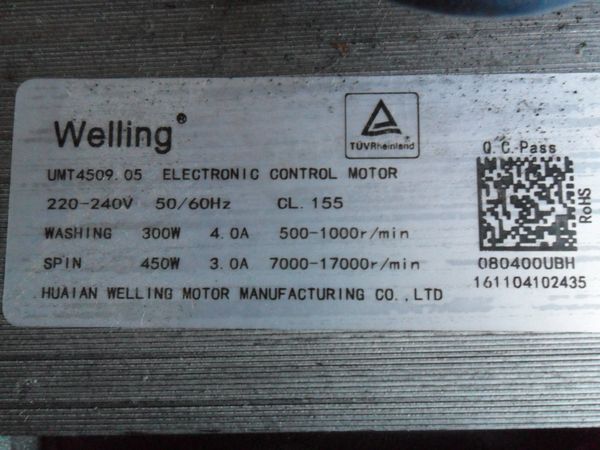 Welling®
TÜVRheinland
Q.C.Pass
UMT4509.05 ELECTRONIC CONTROL MOTOR
220-240V 50/60Hz CL.155
WASHING 300W 4.0A 500-1000r/min
SPIN 450W 3.0A 7000-17000r/min
HUAIAN WELLING MOTOR MANUFACTURING CO.,LTD
RoHS
080400UBH
161104102435